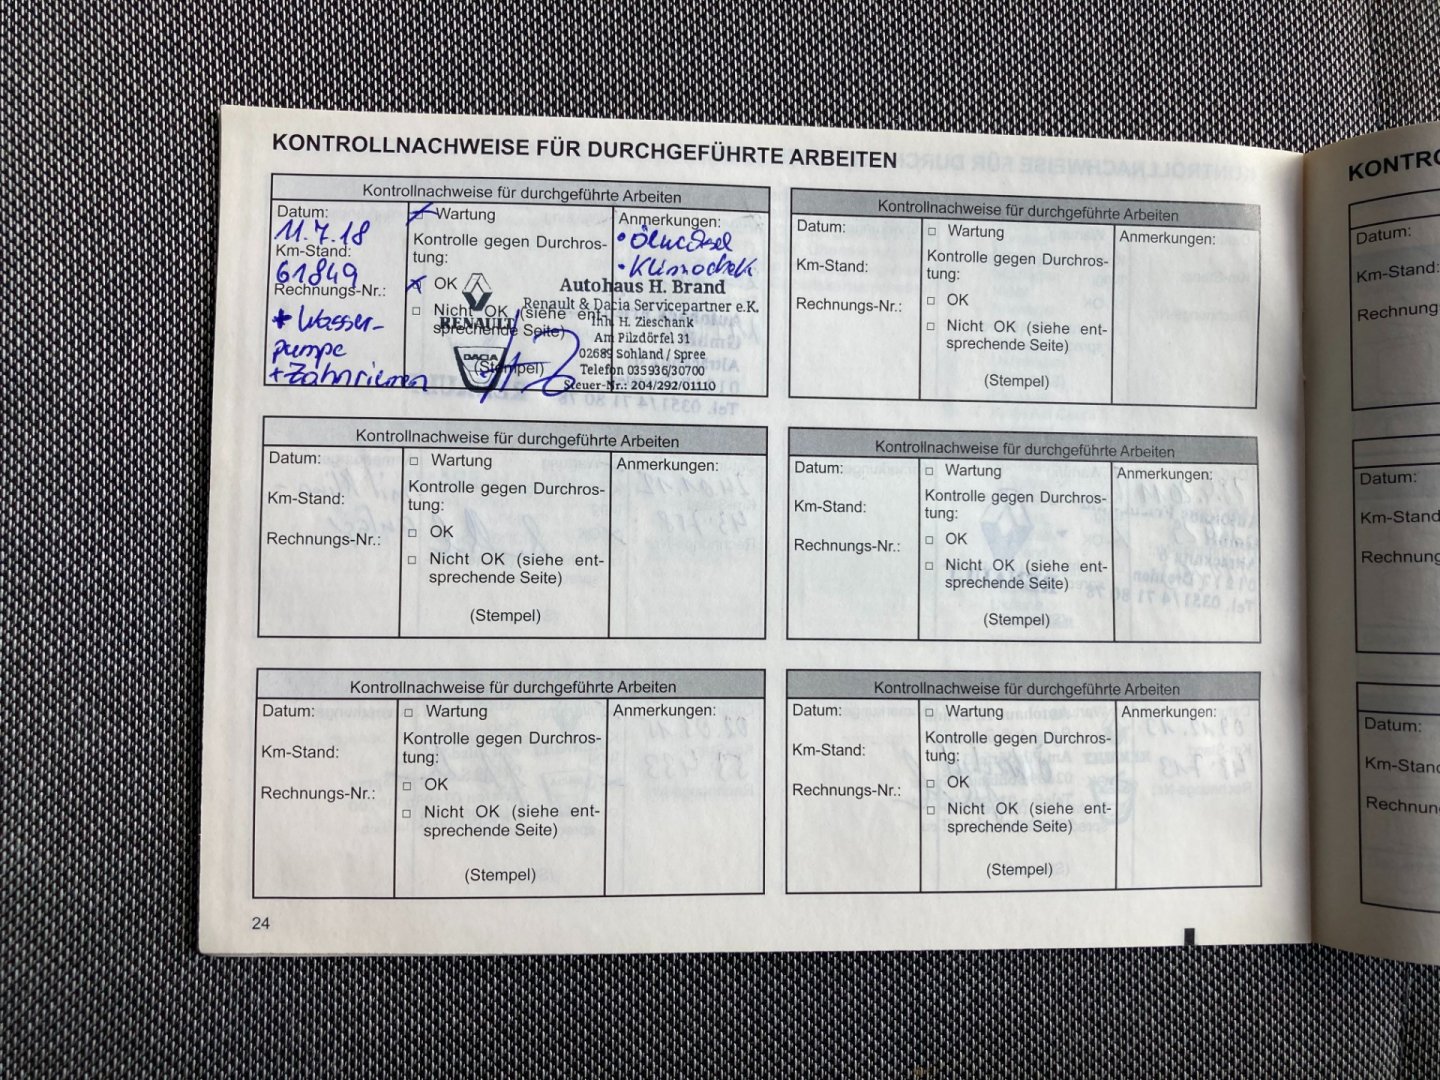 KONTROLLNACHWEISE FÜR DURCHGEFÜHRTE ARBEITEN
Kontrollnachweise für durchgeführte Arbeiten
Datum:
11.7.18
Km-Stand:
61849
Rechnungs-Nr.:
+ Wasser-
pumpe
+ Zahnriemen
Wartung
Kontrolle gegen Durchros-
tung:
OK
Nicht OK (siehe ent-
sprechende Seite)
(Stempel)
RENAULT
DACIA
Anmerkungen:
• Ölwechsel
• Klimacheck
Autohaus H. Brand
Renault & Dacia Servicepartner e.K.
Inh. H. Zieschank
Am Pilzdörfel 31
02689 Sohland / Spree
Telefon 035936/30700
Steuer-Nr.: 204/292/01110
Kontrollnachweise für durchgeführte Arbeiten
Datum:
Km-Stand:
Rechnungs-Nr.:
Wartung
Kontrolle gegen Durchros-
tung:
OK
Nicht OK (siehe ent-
sprechende Seite)
(Stempel)
Anmerkungen:
Kontrollnachweise für durchgeführte Arbeiten
Datum:
Km-Stand:
Rechnungs-Nr.:
Wartung
Kontrolle gegen Durchros-
tung:
OK
Nicht OK (siehe ent-
sprechende Seite)
(Stempel)
Anmerkungen:
Kontrollnachweise für durchgeführte Arbeiten
Datum:
Km-Stand:
Rechnungs-Nr.:
Wartung
Kontrolle gegen Durchros-
tung:
OK
Nicht OK (siehe ent-
sprechende Seite)
(Stempel)
Anmerkungen:
Kontrollnachweise für durchgeführte Arbeiten
Datum:
Km-Stand:
Rechnungs-Nr.:
Wartung
Kontrolle gegen Durchros-
tung:
OK
Nicht OK (siehe ent-
sprechende Seite)
(Stempel)
Anmerkungen:
Kontrollnachweise für durchgeführte Arbeiten
Datum:
Km-Stand:
Rechnungs-Nr.:
Wartung
Kontrolle gegen Durchros-
tung:
OK
Nicht OK (siehe ent-
sprechende Seite)
(Stempel)
Anmerkungen:
24
KONTRO
Datum:
Km-Stand:
Rechnung
Datum:
Km-Stand
Rechnung
Datum:
Km-Stand
Rechnun